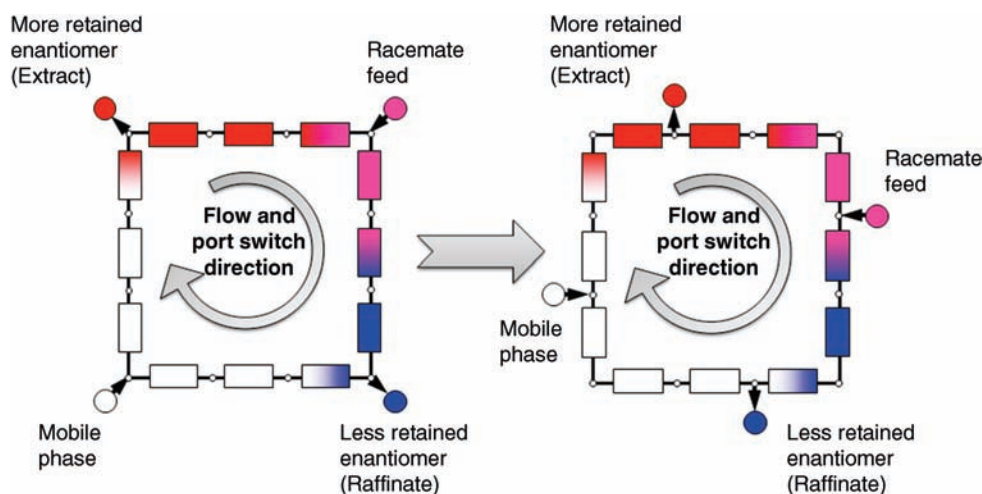 More retained
enantiomer
(Extract)
Racemate
feed
Flow and
port switch
direction
Mobile
phase
Less retained
enantiomer
(Raffinate)
More retained
enantiomer
(Extract)
Racemate
feed
Flow and
port switch
direction
Mobile
phase
Less retained
enantiomer
(Raffinate)